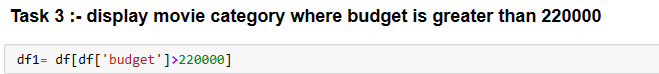 Task 3 :- display movie category where budget is greater than 220000
df1= df[df['budget']>220000]